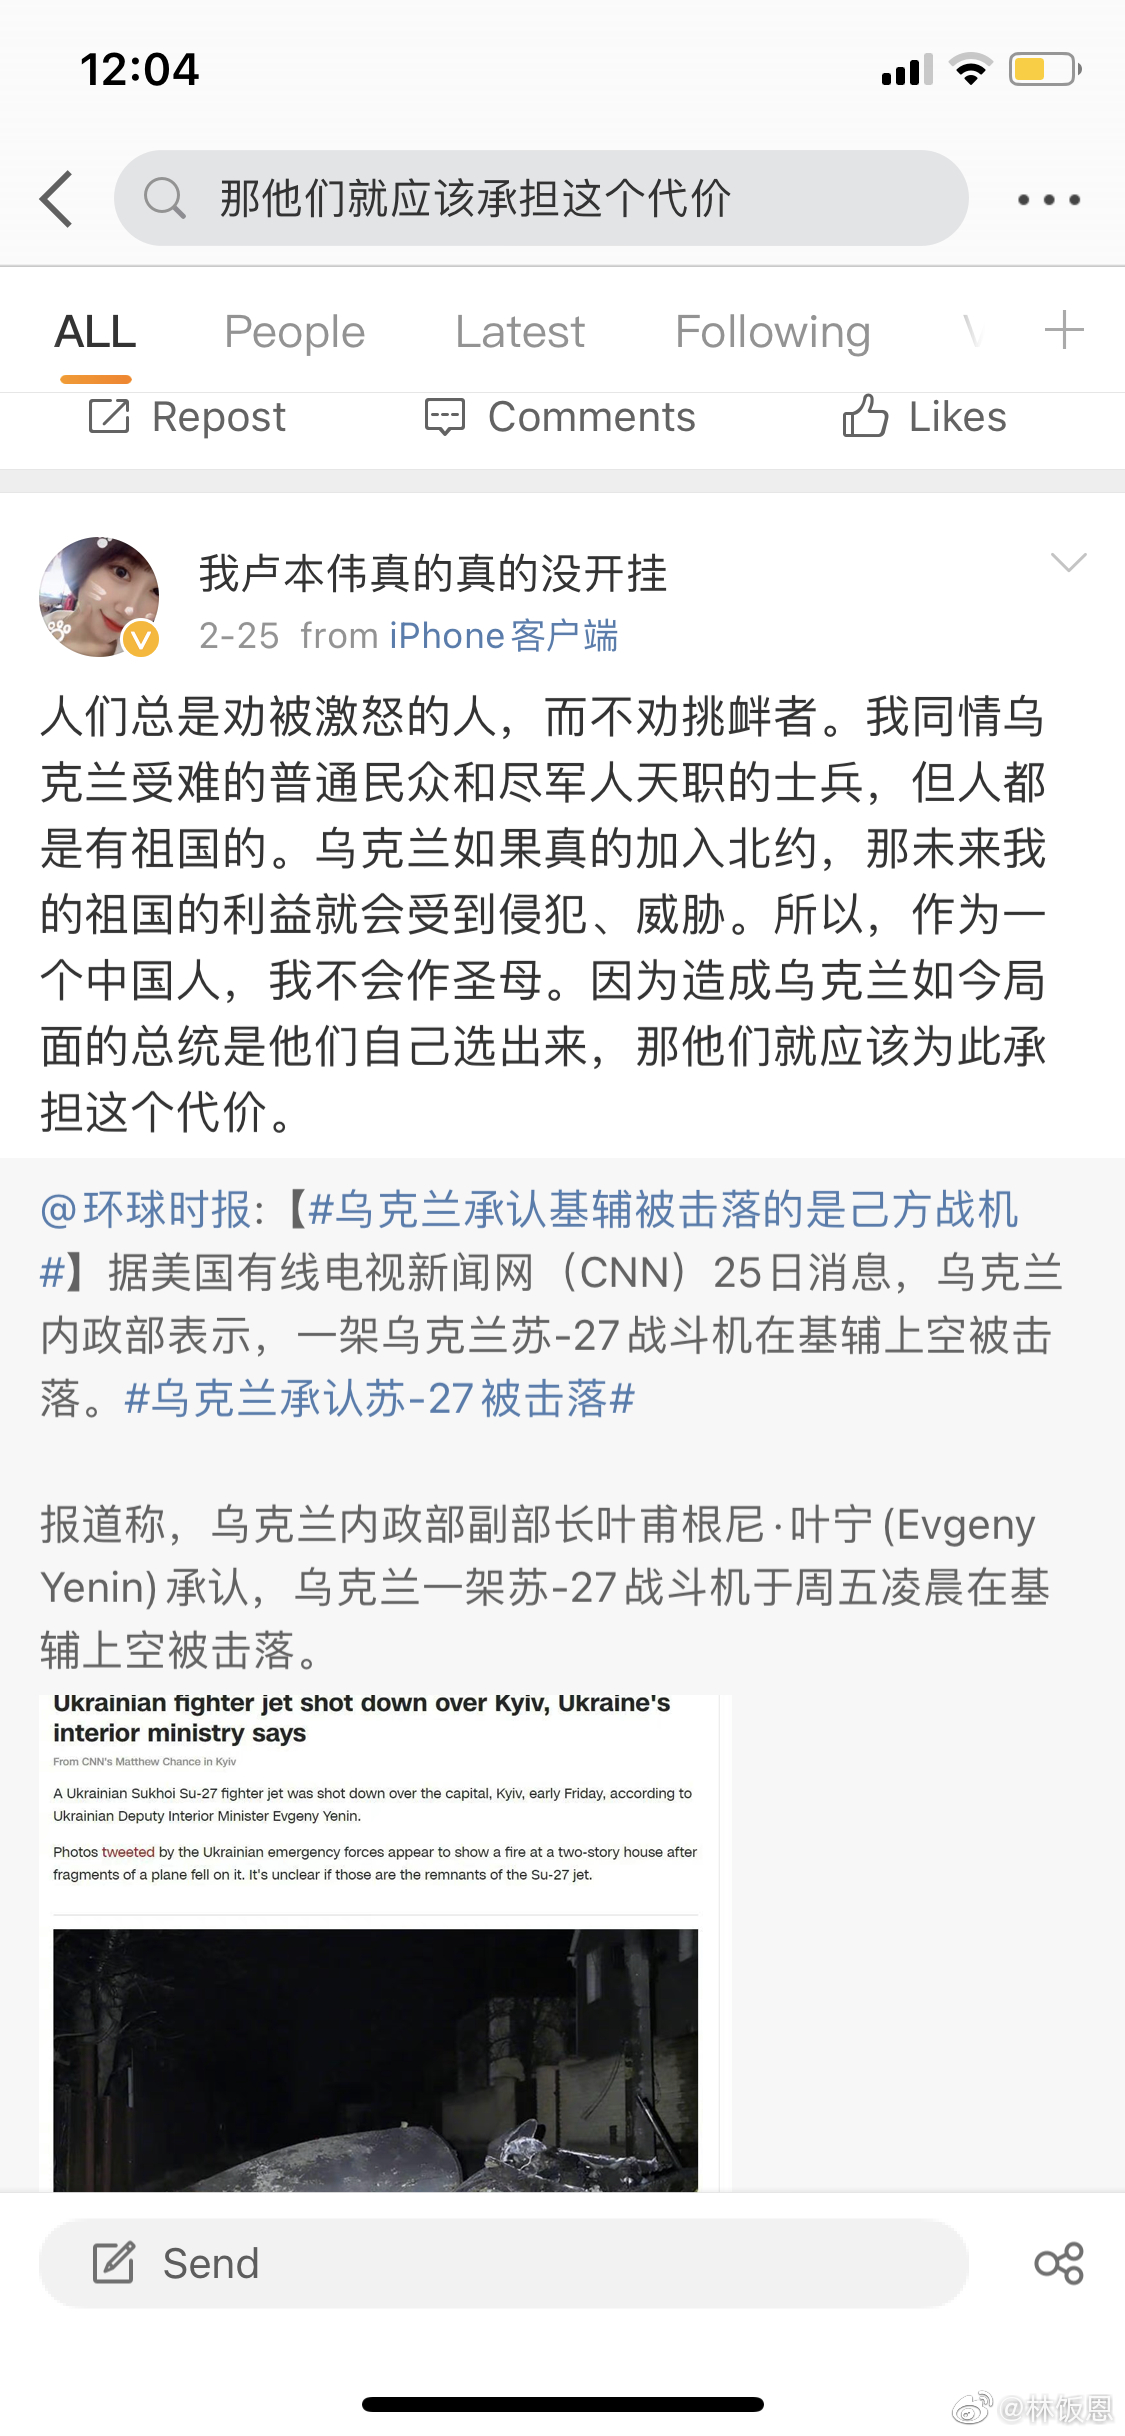 12:04
那他们就应该承担这个代价
ALL People Latest Following
Repost Comments Likes
我卢本伟真的真的没开挂
2-25 from iPhone客户端
人们总是劝被激怒的人，而不劝挑衅者。我同情乌
克兰受难的普通民众和尽军人天职的士兵，但人都
是有祖国的。乌克兰如果真的加入北约，那未来我
的祖国的利益就会受到侵犯、威胁。所以，作为一
个中国人，我不会作圣母。因为造成乌克兰如今局
面的总统是他们自己选出来，那他们就应该为此承
担这个代价。
@环球时报:【#乌克兰承认基辅被击落的是己方战机
#】据美国有线电视新闻网（CNN）25日消息，乌克兰
内政部表示，一架乌克兰苏-27战斗机在基辅上空被击
落。#乌克兰承认苏-27被击落#
报道称，乌克兰内政部副部长叶甫根尼·叶宁(Evgeny
Yenin)承认，乌克兰一架苏-27战斗机于周五凌晨在基
辅上空被击落。
Ukrainian fighter jet shot down over Kyiv, Ukraine's
interior ministry says
From CNN's Matthew Chance in Kyiv
A Ukrainian Sukhoi Su-27 fighter jet was shot down over the capital, Kyiv, early Friday, according to
Ukrainian Deputy Interior Minister Evgeny Yenin.
Photos tweeted by the Ukrainian emergency forces appear to show a fire at a two-story house after
fragments of a plane fell on it. It's unclear if those are the remnants of the Su-27 jet.
Send
@林饭恩